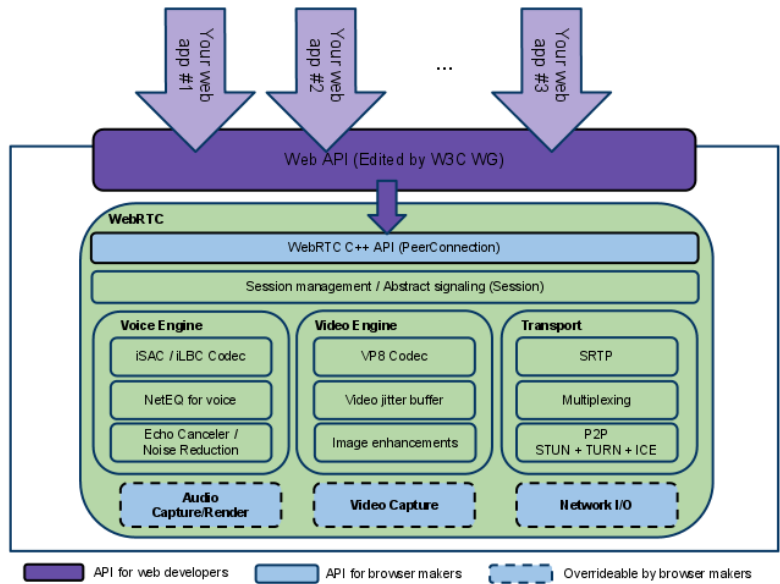 Your web
app #1
Your web
app #2
...
Your web
app #3
Web API (Edited by W3C WG)
WebRTC
WebRTC C++ API (PeerConnection)
Session management / Abstract signaling (Session)
Voice Engine
iSAC / iLBC Codec
NetEQ for voice
Echo Canceler /
Noise Reduction
Video Engine
VP8 Codec
Video jitter buffer
Image enhancements
Transport
SRTP
Multiplexing
P2P
STUN + TURN + ICE
Audio
Capture/Render
Video Capture
Network I/O
API for web developers
API for browser makers
Overrideable by browser makers